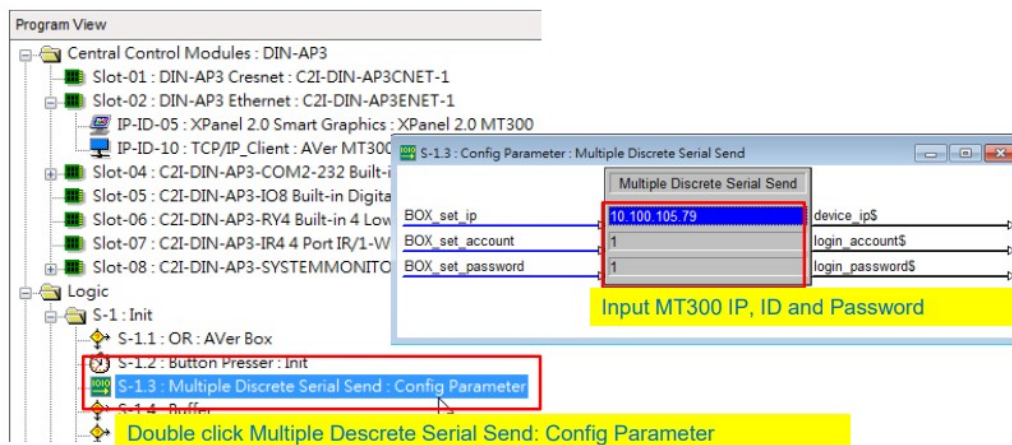 Program View
Central Control Modules : DIN-AP3
Slot-01 : DIN-AP3 Cresnet : C2I-DIN-AP3CNET-1
Slot-02 : DIN-AP3 Ethernet : C2I-DIN-AP3ENET-1
IP-ID-05 : XPanel 2.0 Smart Graphics : XPanel 2.0 MT300
IP-ID-10 : TCP/IP_Client : AVer MT300
Slot-04 : C2I-DIN-AP3-COM2-232 Built-i
Slot-05 : C2I-DIN-AP3-IO8 Built-in Digita
Slot-06 : C2I-DIN-AP3-RY4 Built-in 4 Low
Slot-07 : C2I-DIN-AP3-IR4 4 Port IR/1-W
Slot-08 : C2I-DIN-AP3-SYSTEMMONITO
Logic
S-1 : Init
S-1.1 : OR : AVer Box
S-1.2 : Button Presser : Init
S-1.3 : Multiple Discrete Serial Send : Config Parameter
S-1.4 : Buffer
Double click Multiple Descrete Serial Send: Config Parameter
S-1.3 : Config Parameter : Multiple Discrete Serial Send
Multiple Discrete Serial Send
BOX_set_ip 10.100.105.79 device_ip$
BOX_set_account 1 login_account$
BOX_set_password 1 login_password$
Input MT300 IP, ID and Password